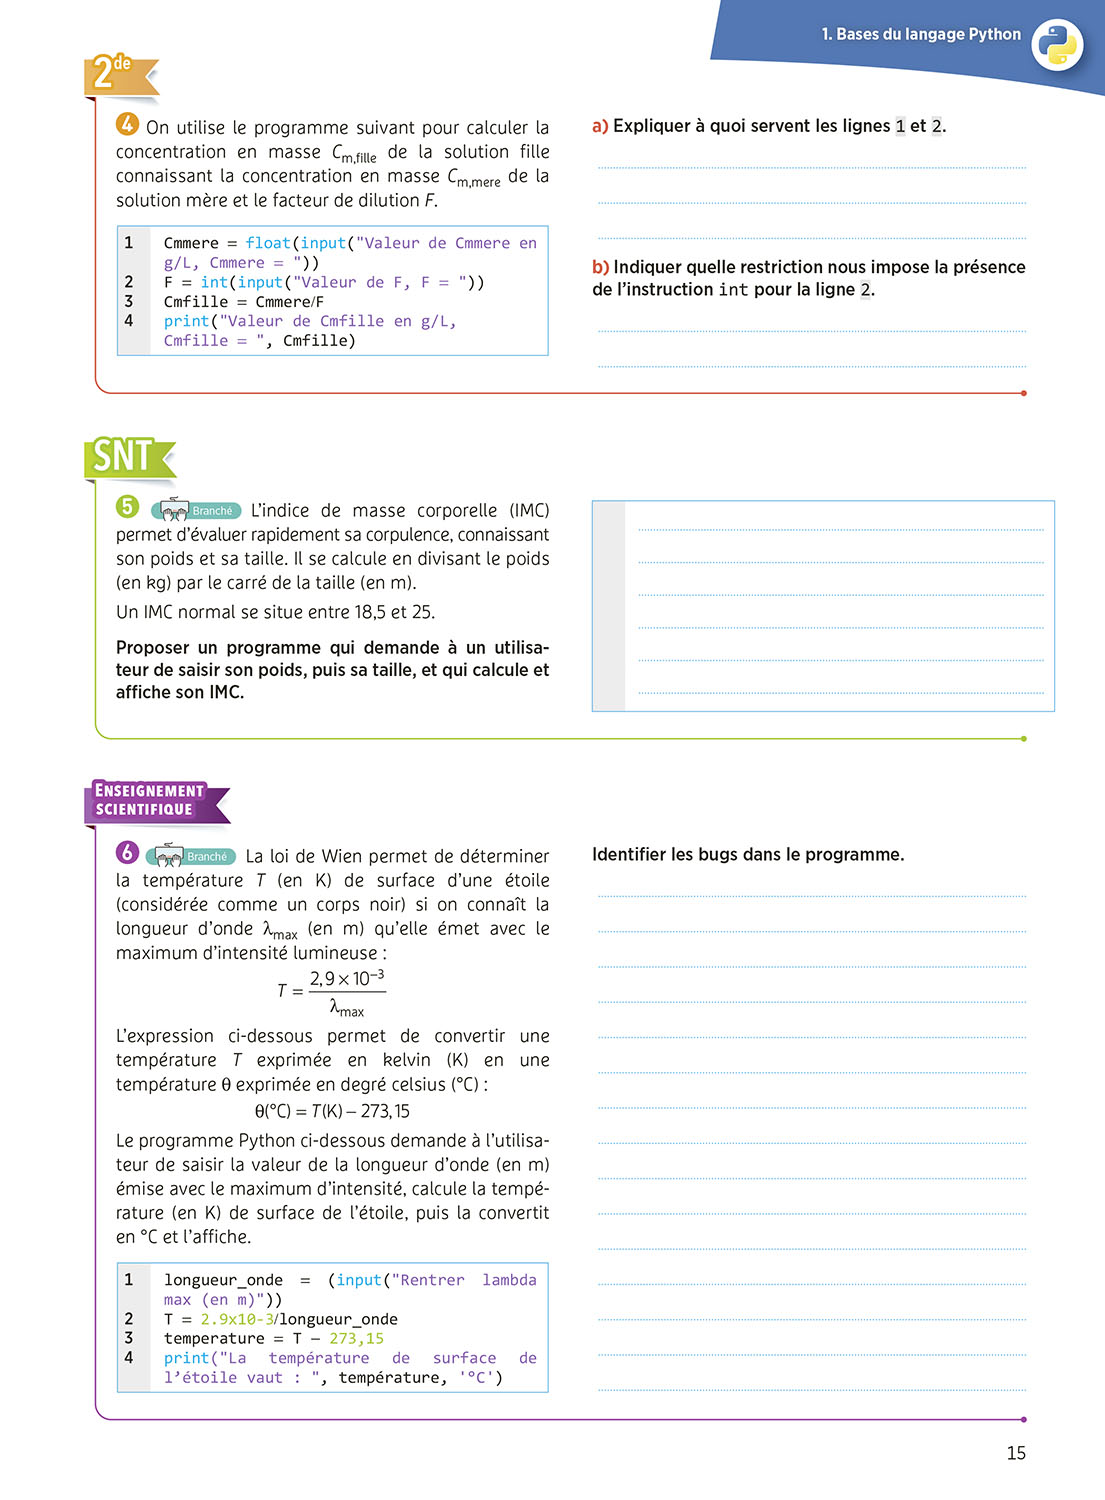 1. Bases du langage Python
2de
4 On utilise le programme suivant pour calculer la
concentration en masse Cm,fille de la solution fille
connaissant la concentration en masse Cm,mere de la
solution mère et le facteur de dilution F.
1 Cmmere = float(input("Valeur de Cmmere en
g/L, Cmmere = "))
2 F = int(input("Valeur de F, F = "))
3 Cmfille = Cmmere/F
4 print("Valeur de Cmfille en g/L,
Cmfille = ", Cmfille)
a) Expliquer à quoi servent les lignes 1 et 2.
b) Indiquer quelle restriction nous impose la présence
de l'instruction int pour la ligne 2.
SNT
5 Branché L'indice de masse corporelle (IMC)
permet d'évaluer rapidement sa corpulence, connaissant
son poids et sa taille. Il se calcule en divisant le poids
(en kg) par le carré de la taille (en m).
Un IMC normal se situe entre 18,5 et 25.
Proposer un programme qui demande à un utilisa-
teur de saisir son poids, puis sa taille, et qui calcule et
affiche son IMC.
ENSEIGNEMENT
SCIENTIFIQUE
6 Branché La loi de Wien permet de déterminer
la température T (en K) de surface d'une étoile
(considérée comme un corps noir) si on connaît la
longueur d'onde λmax (en m) qu'elle émet avec le
maximum d'intensité lumineuse :
T = 2,9 × 10⁻³ / λmax
L'expression ci-dessous permet de convertir une
température T exprimée en kelvin (K) en une
température θ exprimée en degré celsius (°C) :
θ(°C) = T(K) – 273,15
Le programme Python ci-dessous demande à l'utilisa-
teur de saisir la valeur de la longueur d'onde (en m)
émise avec le maximum d'intensité, calcule la tempé-
rature (en K) de surface de l'étoile, puis la convertit
en °C et l'affiche.
1 longueur_onde = (input("Rentrer lambda
max (en m)"))
2 T = 2.9x10-3/longueur_onde
3 temperature = T – 273,15
4 print("La température de surface de
l'étoile vaut : ", température, '°C')
Identifier les bugs dans le programme.
15